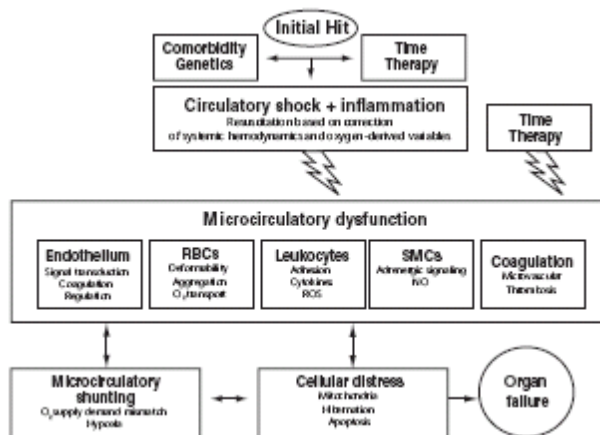 Initial Hit
Comorbidity
Genetics
Time
Therapy
Circulatory shock + inflammation
Resuscitation based on correction
of systemic hemodynamics and oxygen-derived variables
Time
Therapy
Microcirculatory dysfunction
Endothelium
Signal transduction
Coagulation
Regulation
RBCs
Deformability
Aggregation
O₂ transport
Leukocytes
Adhesion
Cytokines
ROS
SMCs
Adrenergic signaling
NO
Coagulation
Microvascular
Thrombosis
Microcirculatory
shunting
O₂ supply demand mismatch
Hypoxia
Cellular distress
Mitochondria
Hibernation
Apoptosis
Organ
failure